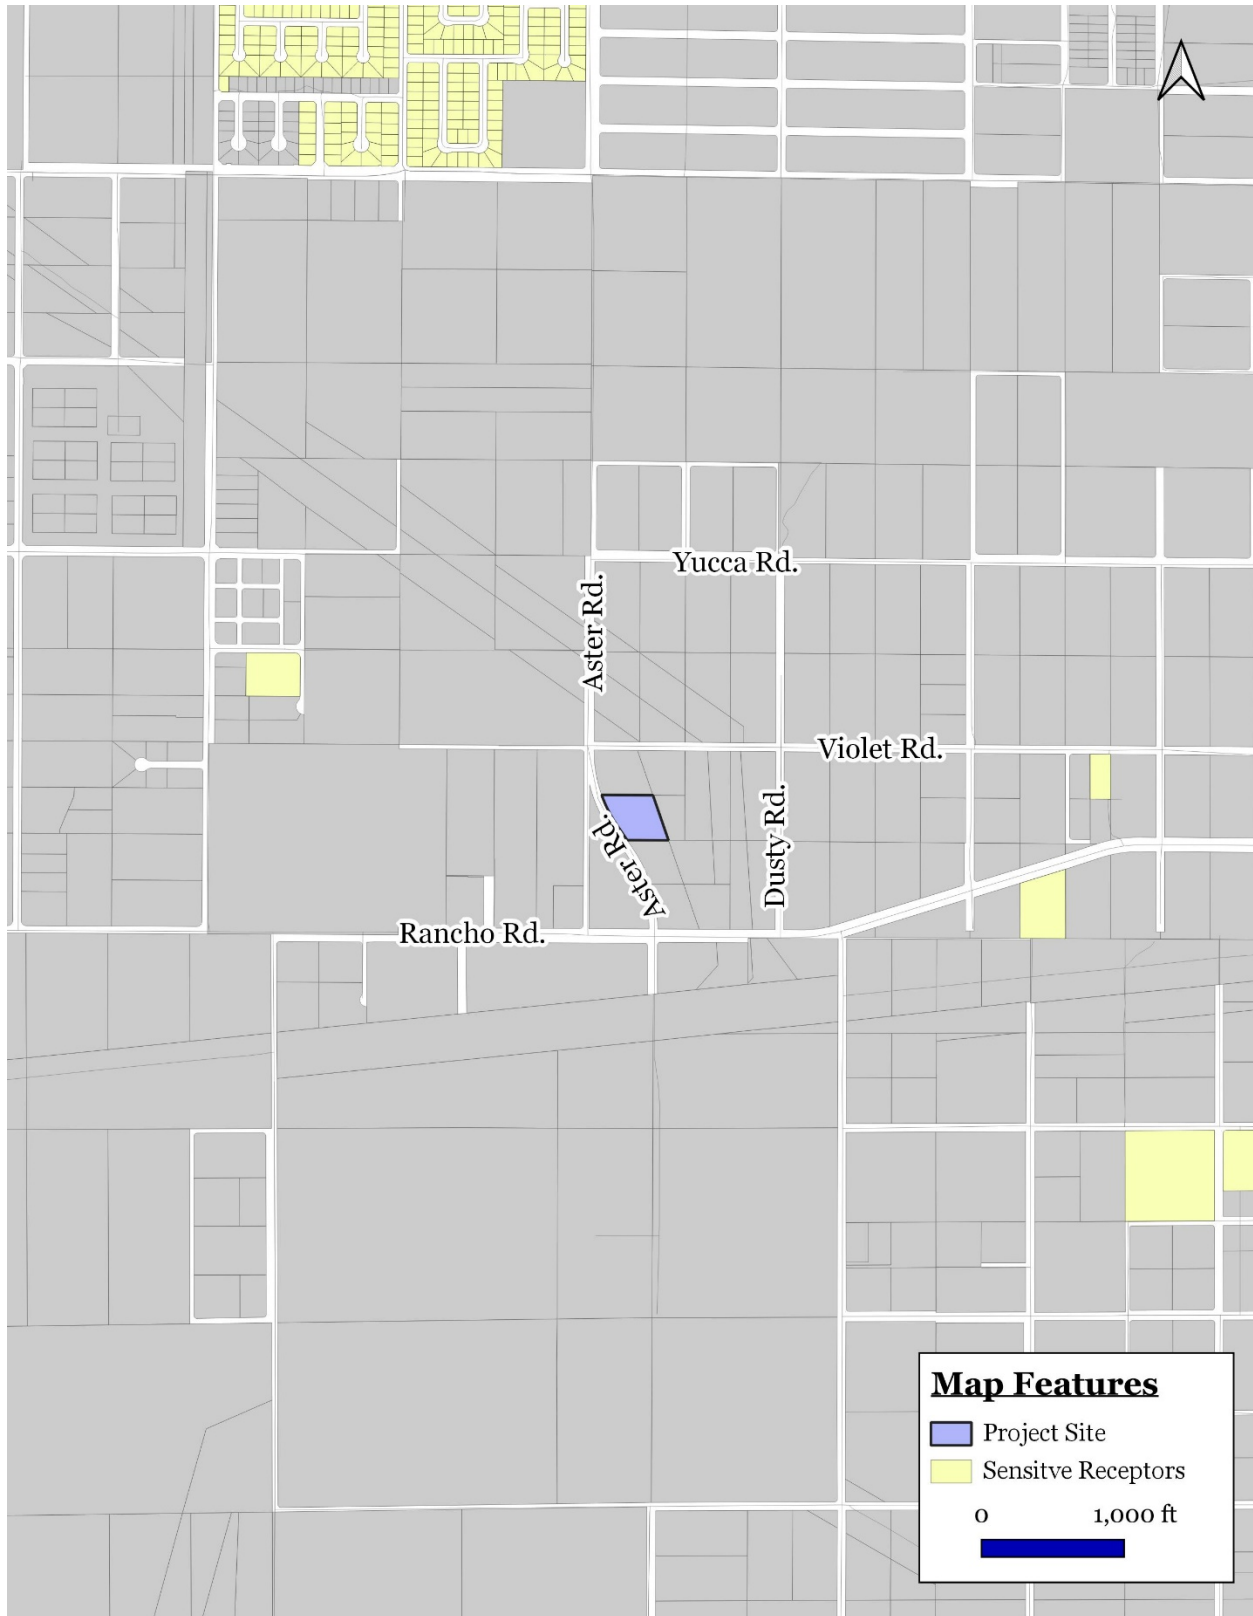 Yucca Rd.
Aster Rd.
Violet Rd.
Dusty Rd.
Aster Rd.
Aster
Rancho Rd.
Map Features
Project Site
Sensitve Receptors
0 1,000 ft